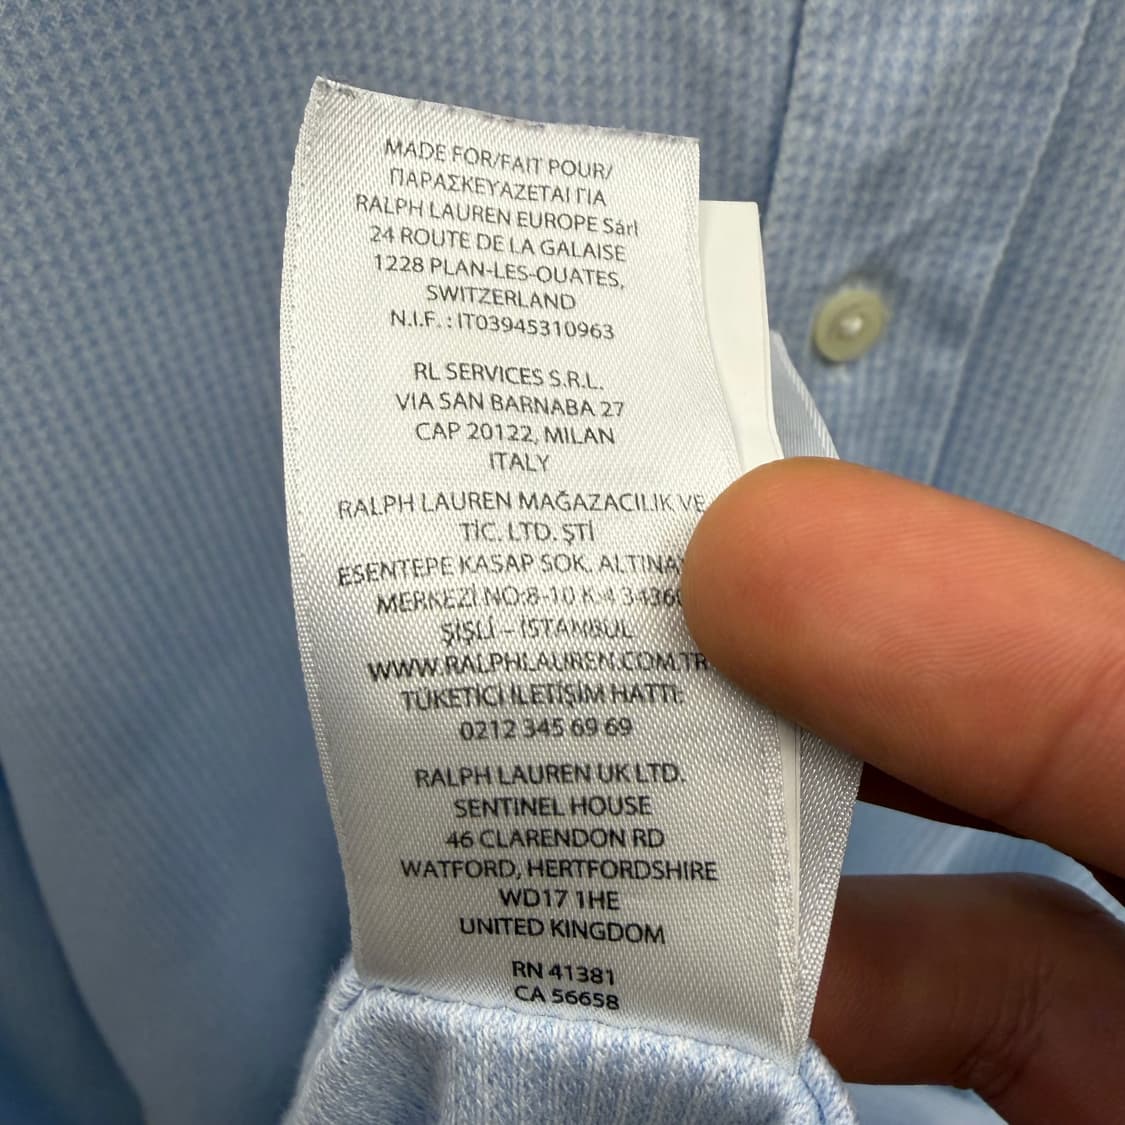 MADE FOR/FAIT POUR/
ΠΑΡΑΣΚΕΥΑΖΕΤΑΙ ΓΙΑ
RALPH LAUREN EUROPE Sárl
24 ROUTE DE LA GALAISE
1228 PLAN-LES-OUATES,
SWITZERLAND
N.I.F. : IT03945310963
RL SERVICES S.R.L.
VIA SAN BARNABA 27
CAP 20122, MILAN
ITALY
RALPH LAUREN MAĞAZACILIK VE
TİC. LTD. ŞTİ
ESENTEPE KASAP SOK.
MERKEZİ NO:8-10 K-4
ŞİŞLİ – İSTANBUL
WWW.RALPHLAUREN.COM.TR
TÜKETİCİ İLETİŞİM HATTI:
0212 345 69 69
RALPH LAUREN UK LTD.
SENTINEL HOUSE
46 CLARENDON RD
WATFORD, HERTFORDSHIRE
WD17 1HE
UNITED KINGDOM
RN 41381
CA 56658